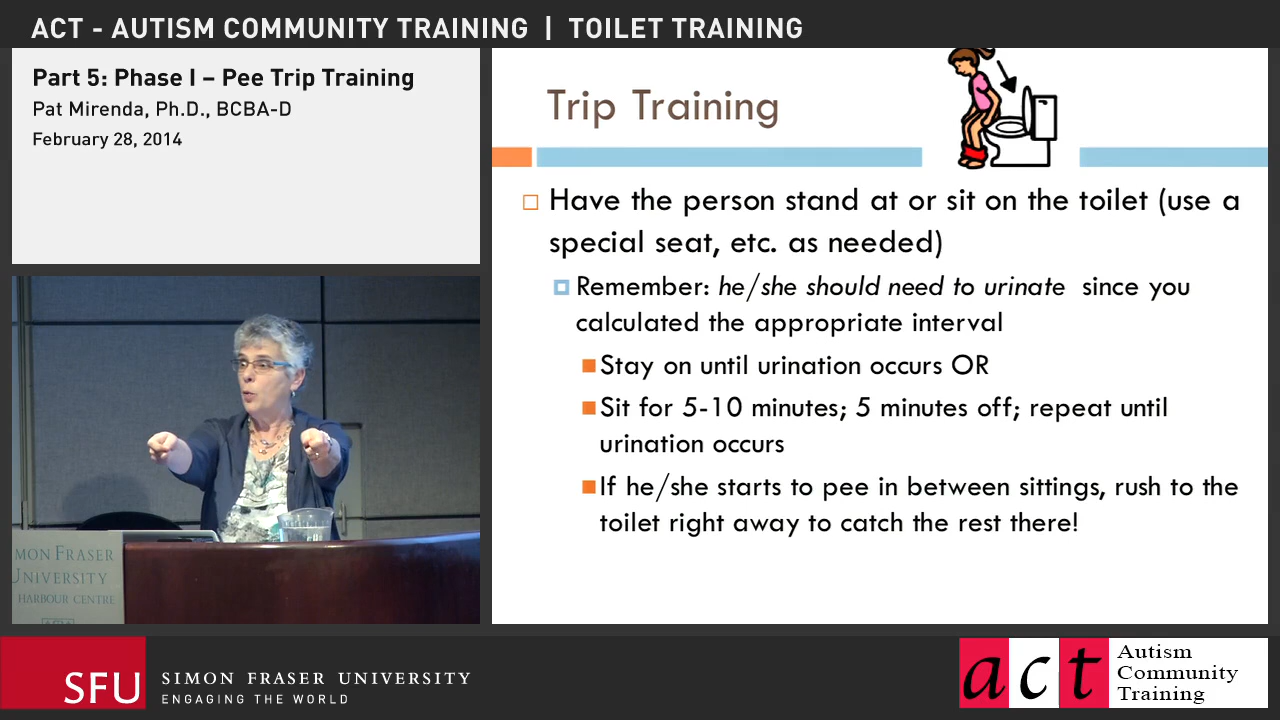 ACT - AUTISM COMMUNITY TRAINING | TOILET TRAINING
Part 5: Phase I – Pee Trip Training
Pat Mirenda, Ph.D., BCBA-D
February 28, 2014
Trip Training
Have the person stand at or sit on the toilet (use a
special seat, etc. as needed)
Remember: he/she should need to urinate since you
calculated the appropriate interval
Stay on until urination occurs OR
Sit for 5-10 minutes; 5 minutes off; repeat until
urination occurs
If he/she starts to pee in between sittings, rush to the
toilet right away to catch the rest there!
MON FRASER
UNIVERSITY
HARBOUR CENTRE
SFU
SIMON FRASER UNIVERSITY
ENGAGING THE WORLD
act
Autism
Community
Training